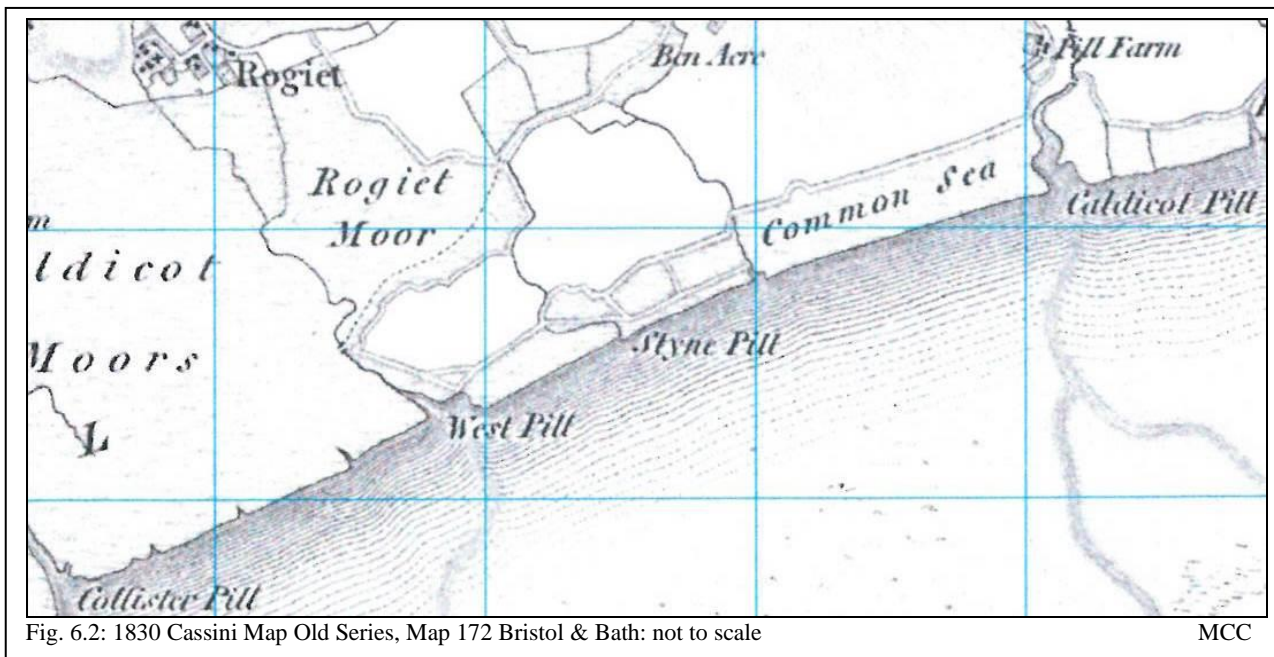 Ben Acre
Pill Farm
Rogiet
Rogiet
Moor
Common Sea
Caldicot Pill
m
ldicot
Moors
L
Styne Pill
West Pill
Collister Pill
Fig. 6.2: 1830 Cassini Map Old Series, Map 172 Bristol & Bath: not to scale MCC